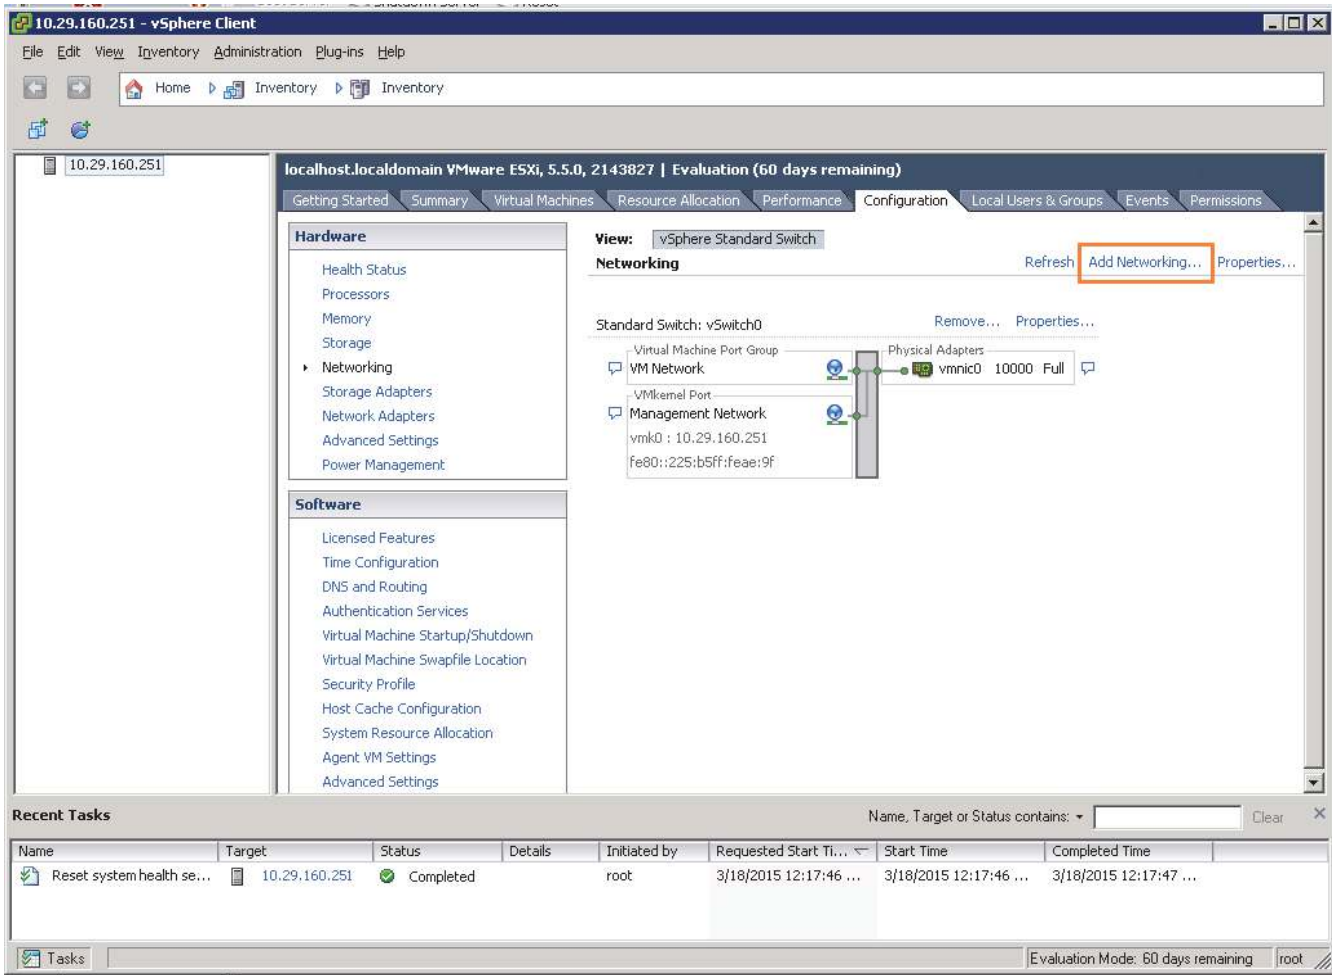 10.29.160.251 - vSphere Client
File Edit View Inventory Administration Plug-ins Help
Home Inventory Inventory
10.29.160.251
localhost.localdomain VMware ESXi, 5.5.0, 2143827 | Evaluation (60 days remaining)
Getting Started Summary Virtual Machines Resource Allocation Performance Configuration Local Users & Groups Events Permissions
Hardware
Health Status
Processors
Memory
Storage
Networking
Storage Adapters
Network Adapters
Advanced Settings
Power Management
Software
Licensed Features
Time Configuration
DNS and Routing
Authentication Services
Virtual Machine Startup/Shutdown
Virtual Machine Swapfile Location
Security Profile
Host Cache Configuration
System Resource Allocation
Agent VM Settings
Advanced Settings
View: vSphere Standard Switch
Networking
Refresh Add Networking... Properties...
Standard Switch: vSwitch0 Remove... Properties...
Virtual Machine Port Group
VM Network
Physical Adapters
vmnic0 10000 Full
VMkernel Port
Management Network
vmk0 : 10.29.160.251
fe80::225:b5ff:feae:9f
Recent Tasks
Name, Target or Status contains: Clear
Name Target Status Details Initiated by Requested Start Ti... Start Time Completed Time
Reset system health se... 10.29.160.251 Completed root 3/18/2015 12:17:46 ... 3/18/2015 12:17:46 ... 3/18/2015 12:17:47 ...
Tasks Evaluation Mode: 60 days remaining root